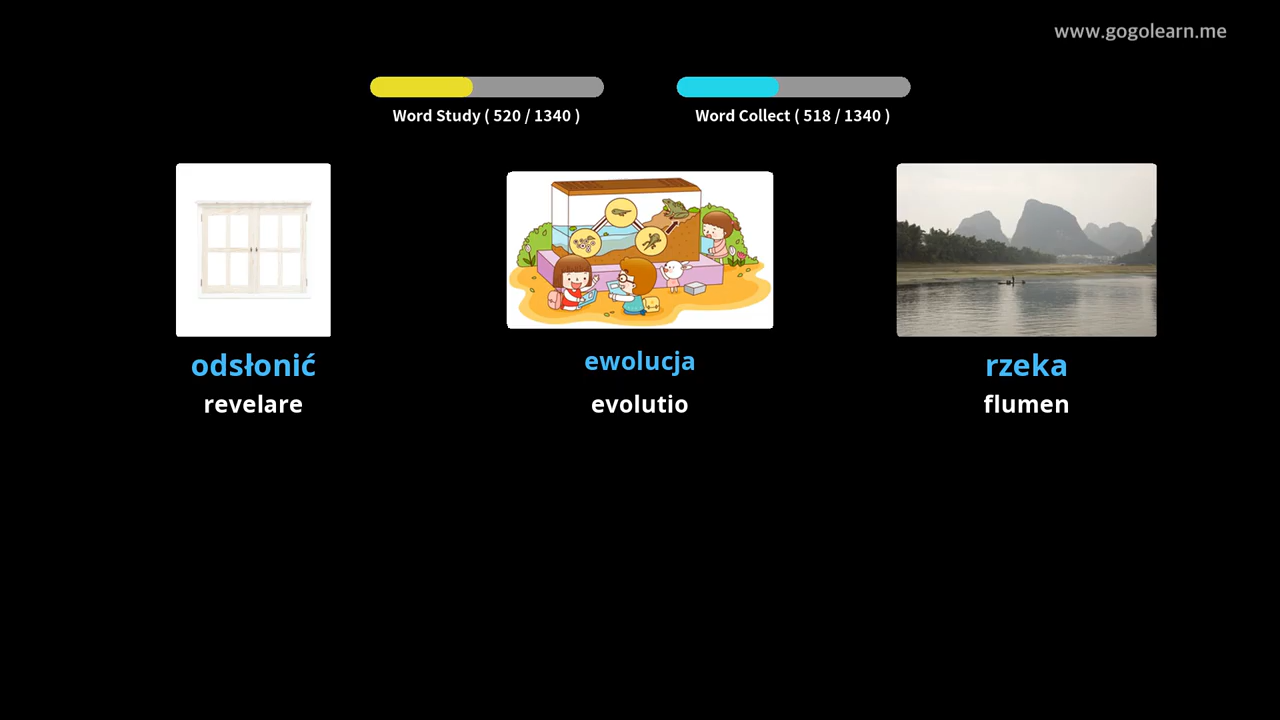 www.gogolearn.me
Word Study ( 520 / 1340 )
Word Collect ( 518 / 1340 )
odsłonić
revelare
ewolucja
evolutio
rzeka
flumen